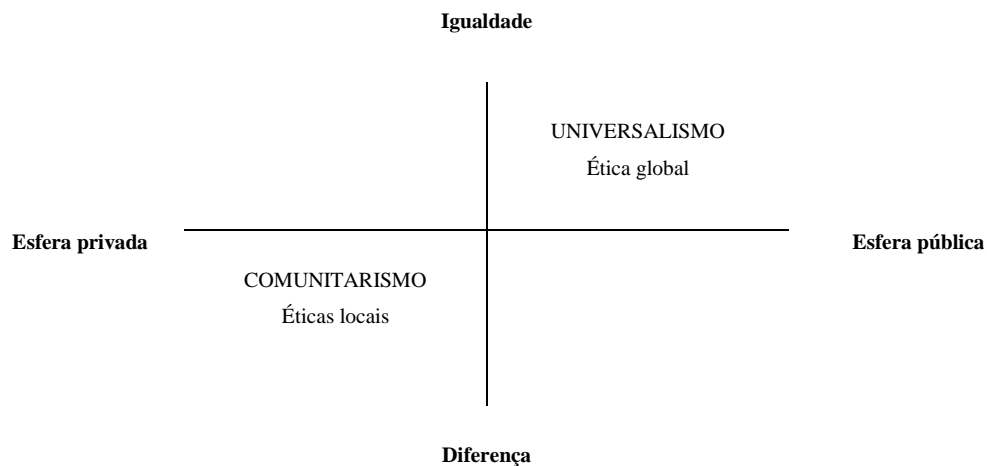 Igualdade
UNIVERSALISMO
Ética global
Esfera privada
Esfera pública
COMUNITARISMO
Éticas locais
Diferença